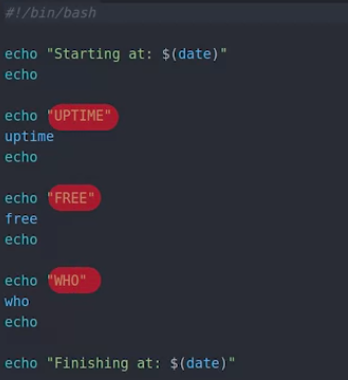 #!/bin/bash
echo "Starting at: $(date)"
echo
echo "UPTIME"
uptime
echo
echo "FREE"
free
echo
echo "WHO"
who
echo
echo "Finishing at: $(date)"